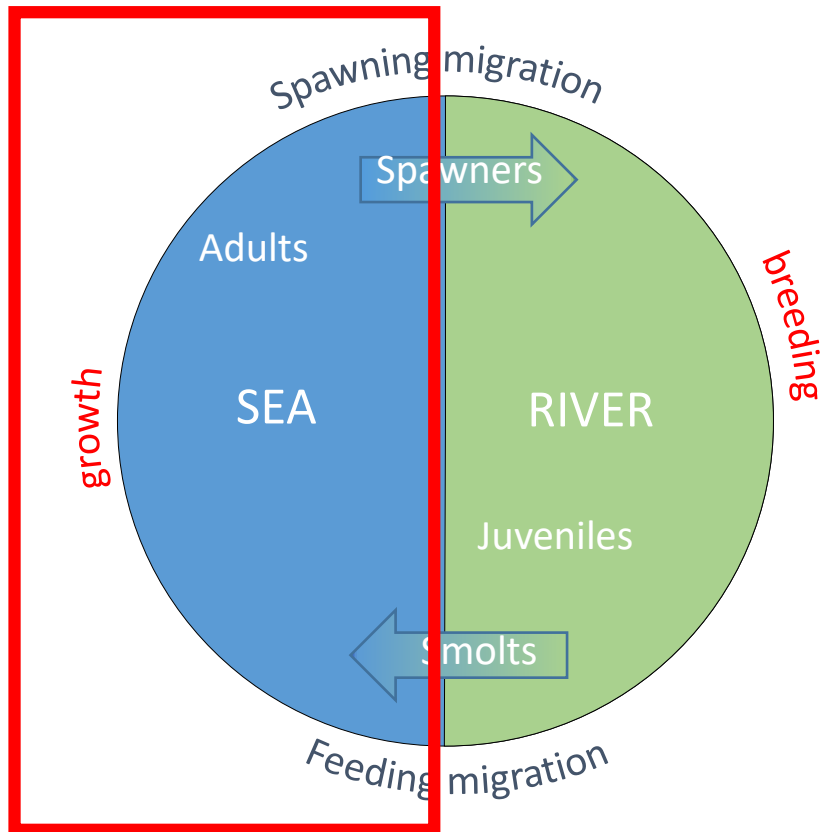 Spawning migration
Spawners
Adults
breeding
growth
SEA
RIVER
Juveniles
Smolts
Feeding migration